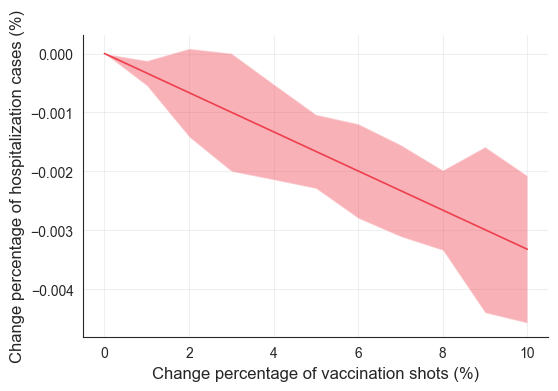 Change percentage of hospitalization cases (%)
0.000
−0.001
−0.002
−0.003
−0.004
0 2 4 6 8 10
Change percentage of vaccination shots (%)